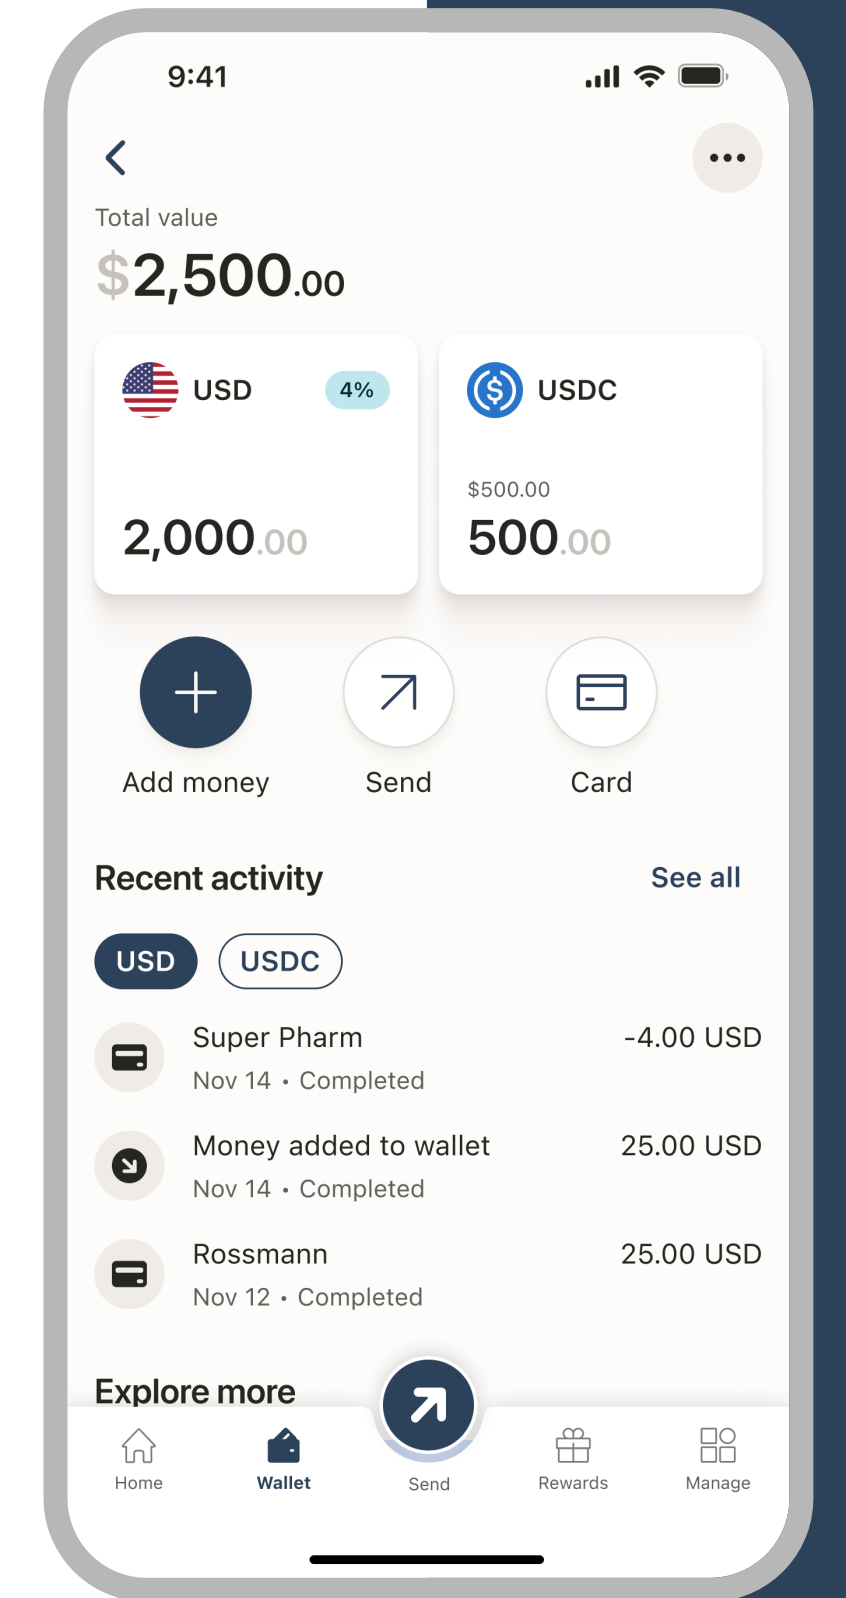 9:41
Total value
$2,500.00
USD 4%
USDC
$500.00
2,000.00
500.00
Add money
Send
Card
Recent activity
See all
USD
USDC
Super Pharm
-4.00 USD
Nov 14 • Completed
Money added to wallet
25.00 USD
Nov 14 • Completed
Rossmann
25.00 USD
Nov 12 • Completed
Explore more
Home
Wallet
Send
Rewards
Manage